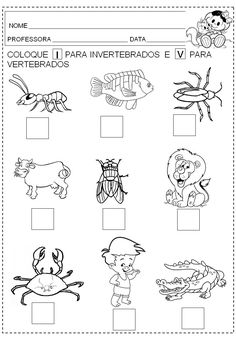 NOME
PROFESSORA DATA
COLOQUE I PARA INVERTEBRADOS E V PARA
VERTEBRADOS